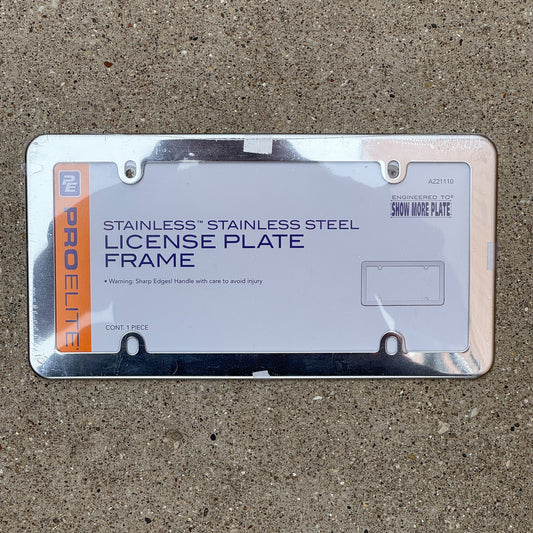 PE
PROELITE
AZ21110
ENGINEERED TO®
SHOW MORE PLATE
STAINLESS™ STAINLESS STEEL
LICENSE PLATE
FRAME
• Warning: Sharp Edges! Handle with care to avoid injury
CONT. 1 PIECE